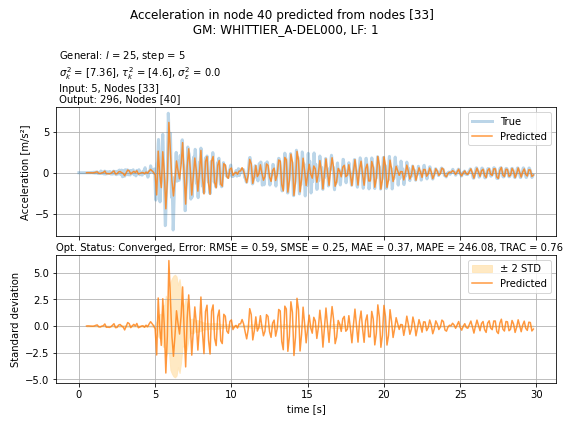 Acceleration in node 40 predicted from nodes [33]
GM: WHITTIER_A-DEL000, LF: 1
General: l = 25, step = 5
σ²ₖ = [7.36], τ²ₖ = [4.6], σ²ε = 0.0
Input: 5, Nodes [33]
Output: 296, Nodes [40]
Acceleration [m/s²]
5
0
−5
True
Predicted
Opt. Status: Converged, Error: RMSE = 0.59, SMSE = 0.25, MAE = 0.37, MAPE = 246.08, TRAC = 0.76
Standard deviation
5.0
2.5
0.0
−2.5
−5.0
± 2 STD
Predicted
0 5 10 15 20 25 30
time [s]